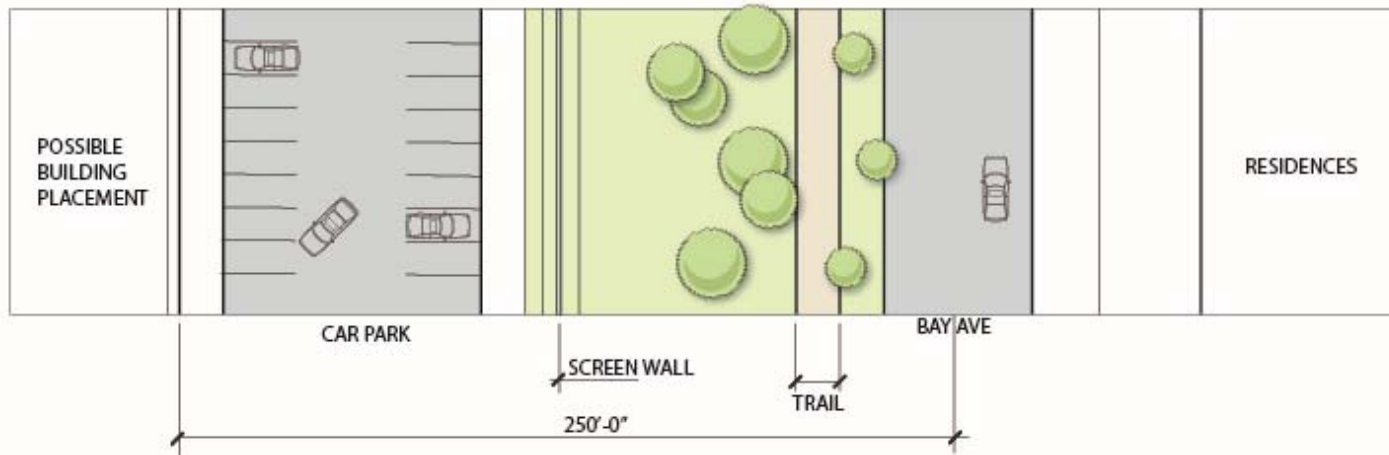 POSSIBLE
BUILDING
PLACEMENT
RESIDENCES
CAR PARK
BAY AVE
SCREEN WALL
TRAIL
250'-0"